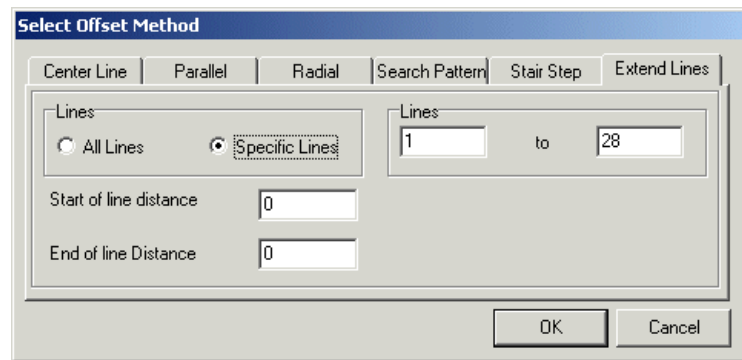 Select Offset Method
Center Line
Parallel
Radial
Search Pattern
Stair Step
Extend Lines
Lines
All Lines
Specific Lines
Lines
1
to
28
Start of line distance
0
End of line Distance
0
OK
Cancel